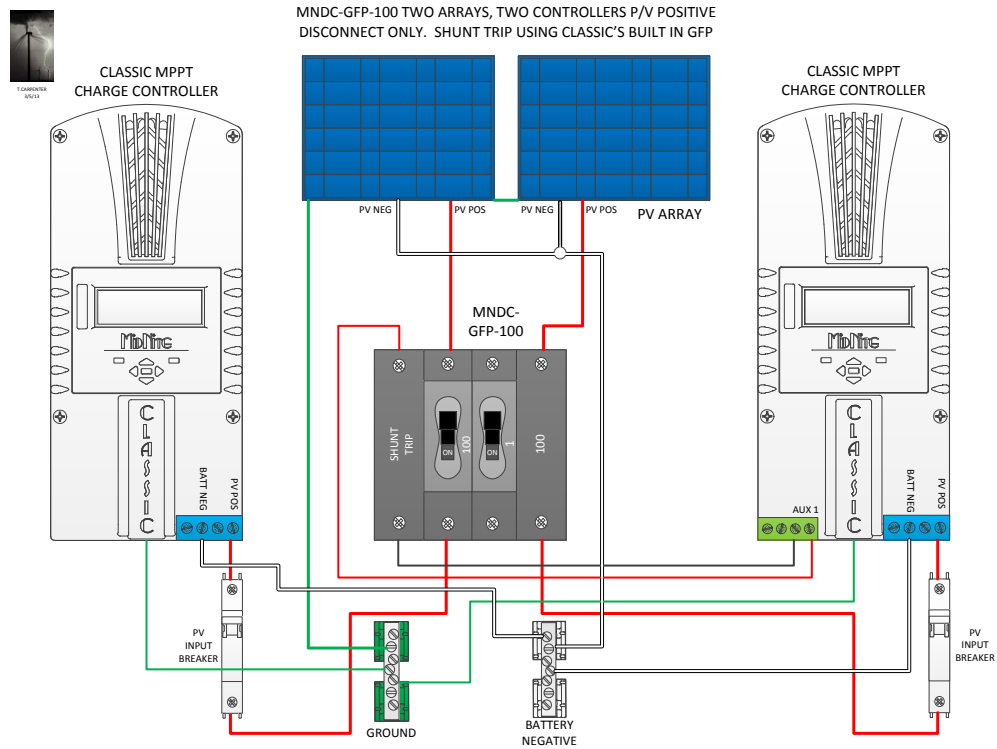 MNDC-GFP-100 TWO ARRAYS, TWO CONTROLLERS P/V POSITIVE
DISCONNECT ONLY.  SHUNT TRIP USING CLASSIC'S BUILT IN GFP
T.CARPENTER
3/5/13
CLASSIC MPPT
CHARGE CONTROLLER
CLASSIC MPPT
CHARGE CONTROLLER
PV NEG
PV POS
PV NEG
PV POS
PV ARRAY
MNDC-
GFP-100
MIDNITE
MIDNITE
CLASSIC
CLASSIC
SHUNT
TRIP
ON
100
ON
1
100
BATT NEG
PV POS
AUX 1
BATT NEG
PV POS
PV
INPUT
BREAKER
PV
INPUT
BREAKER
GROUND
BATTERY
NEGATIVE